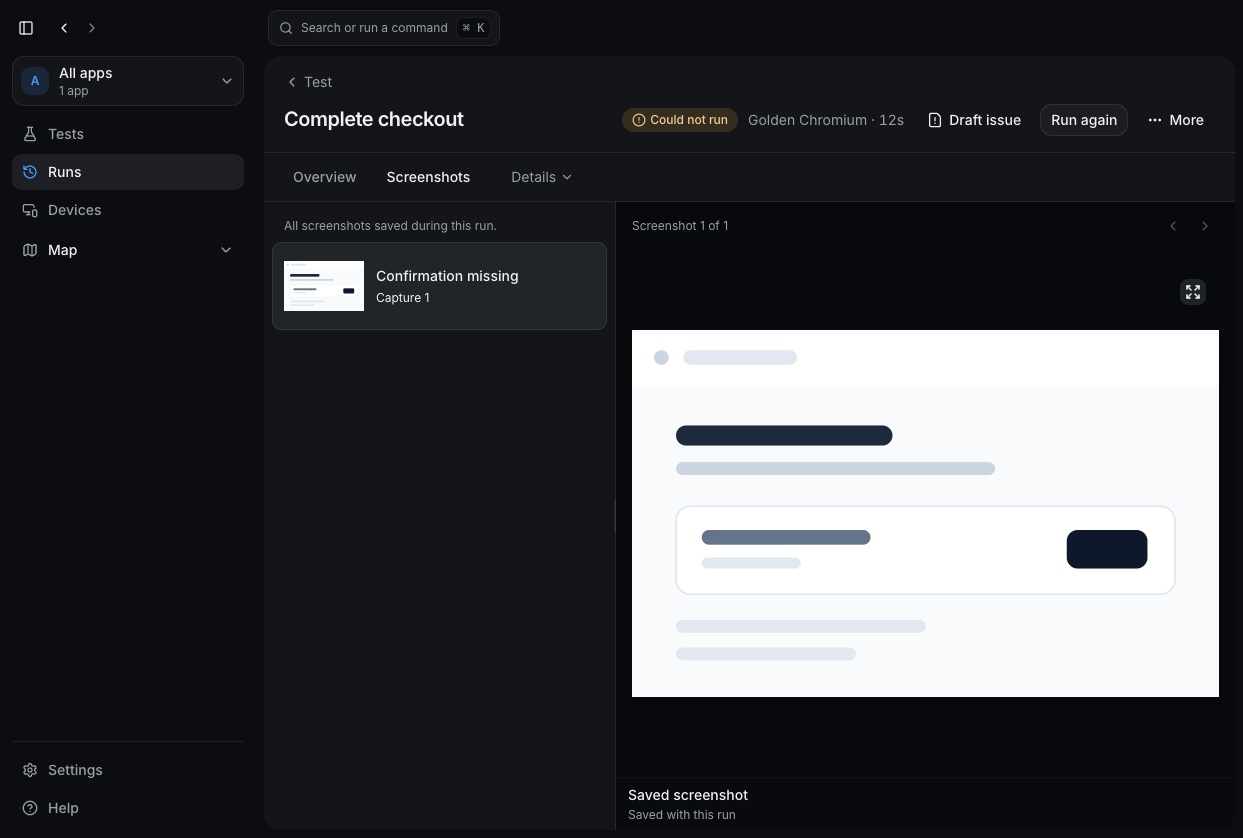 Search or run a command ⌘ K
A
All apps
1 app
Tests
Runs
Devices
Map
Settings
Help
Test
Complete checkout
Could not run
Golden Chromium · 12s
Draft issue
Run again
More
Overview
Screenshots
Details
All screenshots saved during this run.
Confirmation missing
Capture 1
Screenshot 1 of 1
Saved screenshot
Saved with this run